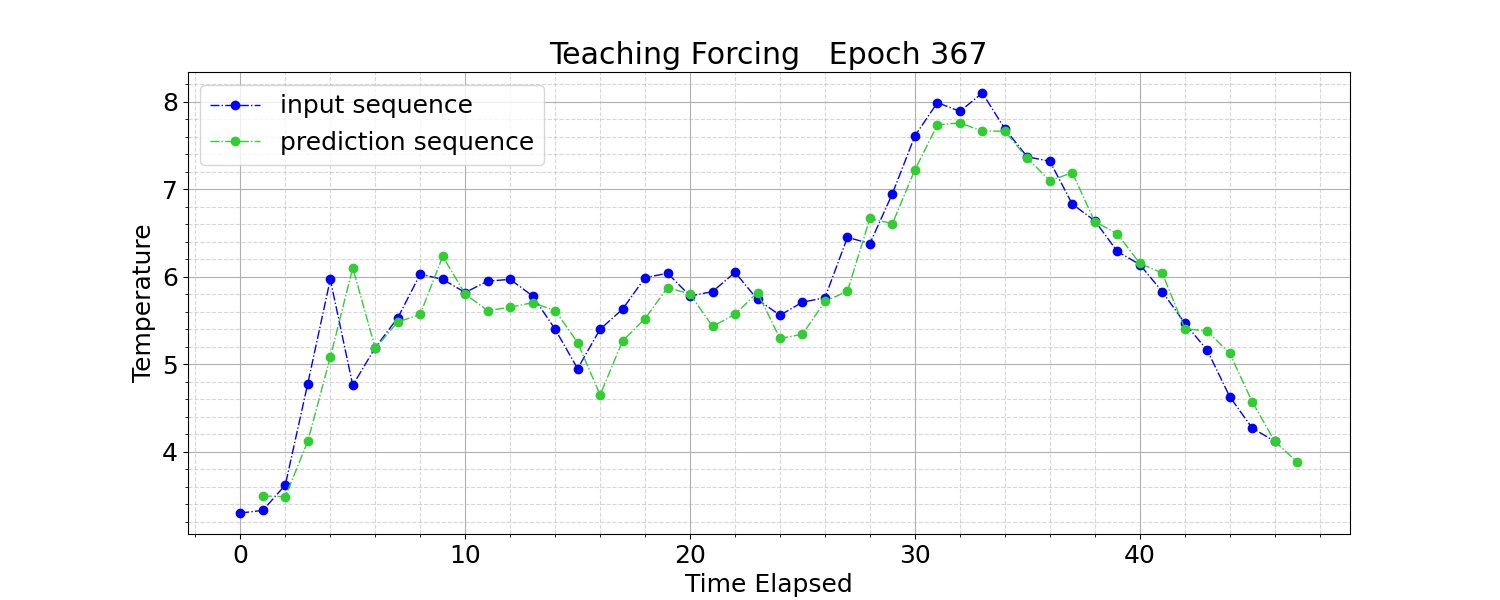 Teaching Forcing   Epoch 367
input sequence
prediction sequence
8
7
6
5
4
Temperature
0 10 20 30 40
Time Elapsed